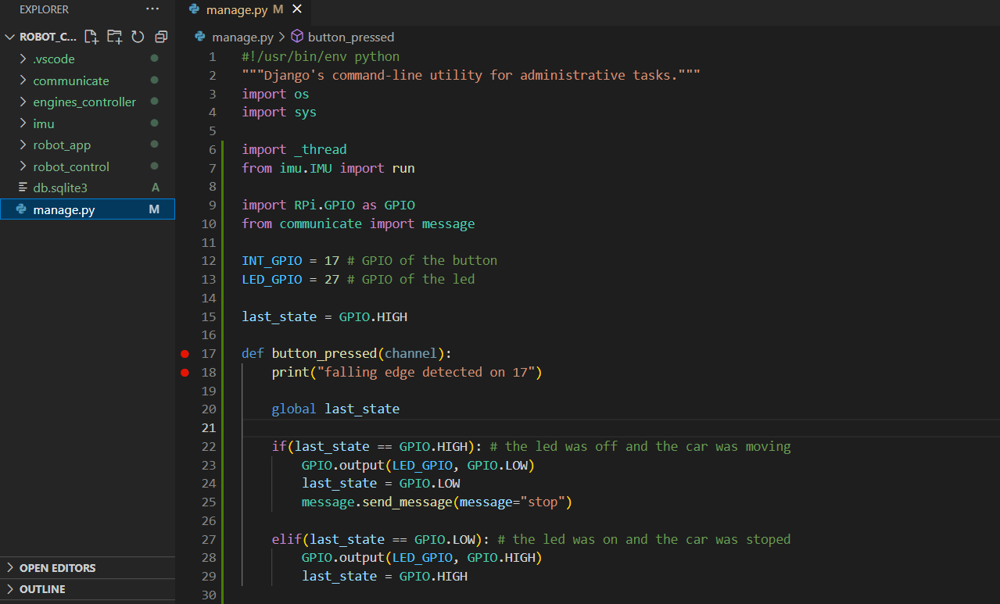 EXPLORER ...
ROBOT_C...
.vscode
communicate
engines_controller
imu
robot_app
robot_control
db.sqlite3 A
manage.py M
OPEN EDITORS
OUTLINE
manage.py M
manage.py > button_pressed
1 #!/usr/bin/env python
2 """Django's command-line utility for administrative tasks."""
3 import os
4 import sys
5
6 import _thread
7 from imu.IMU import run
8
9 import RPi.GPIO as GPIO
10 from communicate import message
11
12 INT_GPIO = 17 # GPIO of the button
13 LED_GPIO = 27 # GPIO of the led
14
15 last_state = GPIO.HIGH
16
17 def button_pressed(channel):
18     print("falling edge detected on 17")
19
20     global last_state
21
22     if(last_state == GPIO.HIGH): # the led was off and the car was moving
23         GPIO.output(LED_GPIO, GPIO.LOW)
24         last_state = GPIO.LOW
25         message.send_message(message="stop")
26
27     elif(last_state == GPIO.LOW): # the led was on and the car was stoped
28         GPIO.output(LED_GPIO, GPIO.HIGH)
29         last_state = GPIO.HIGH
30